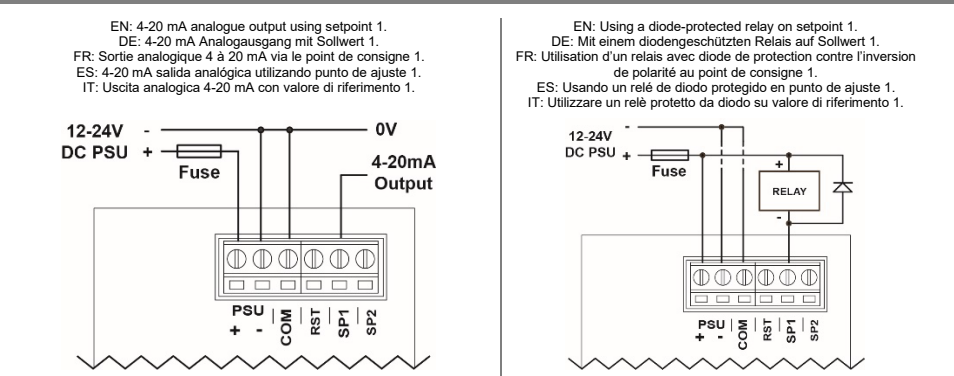 EN: 4-20 mA analogue output using setpoint 1.
DE: 4-20 mA Analogausgang mit Sollwert 1.
FR: Sortie analogique 4 à 20 mA via le point de consigne 1.
ES: 4-20 mA salida analógica utilizando punto de ajuste 1.
IT: Uscita analogica 4-20 mA con valore di riferimento 1.
12-24V - 0V
DC PSU +
Fuse
4-20mA
Output
PSU
+ - COM RST SP1 SP2
EN: Using a diode-protected relay on setpoint 1.
DE: Mit einem diodengeschützten Relais auf Sollwert 1.
FR: Utilisation d'un relais avec diode de protection contre l'inversion
de polarité au point de consigne 1.
ES: Usando un relé de diodo protegido en punto de ajuste 1.
IT: Utilizzare un relè protetto da diodo su valore di riferimento 1.
12-24V -
DC PSU +
Fuse
+
RELAY
-
PSU
+ - COM RST SP1 SP2